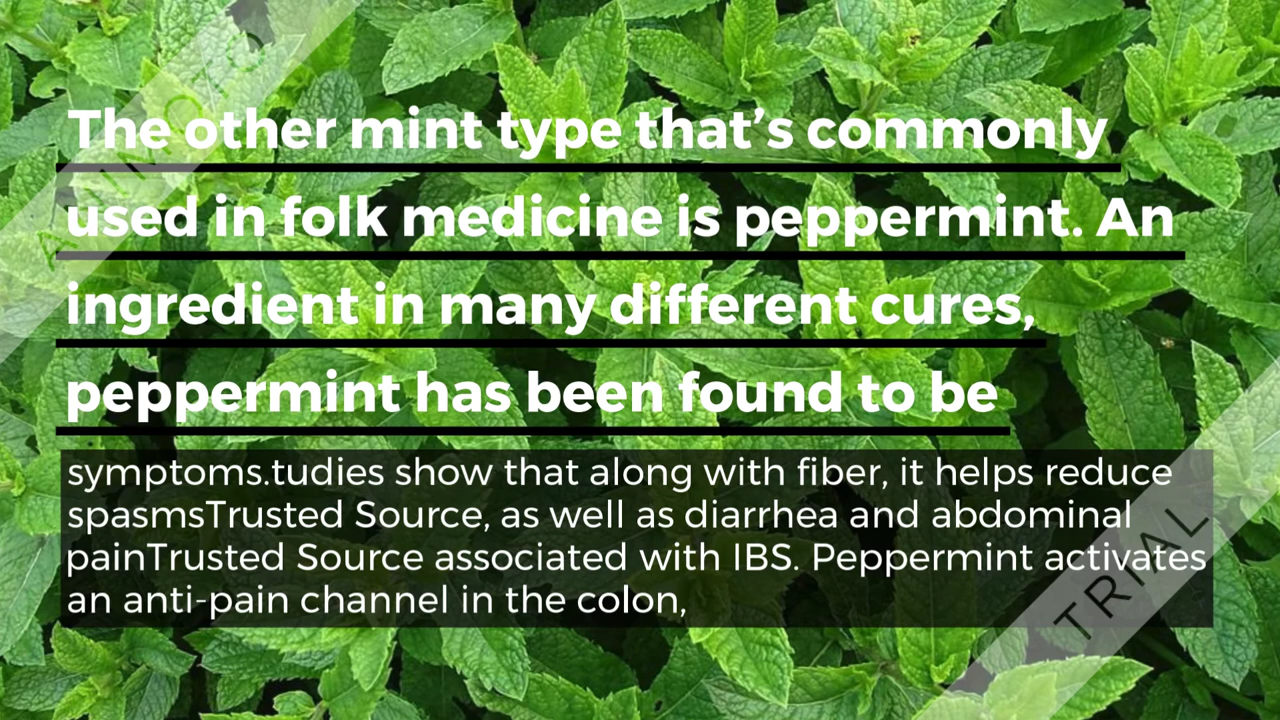 The other mint type that’s commonly
used in folk medicine is peppermint. An
ingredient in many different cures,
peppermint has been found to be
symptoms.tudies show that along with fiber, it helps reduce
spasmsTrusted Source, as well as diarrhea and abdominal
painTrusted Source associated with IBS. Peppermint activates
an anti-pain channel in the colon,
TRIAL